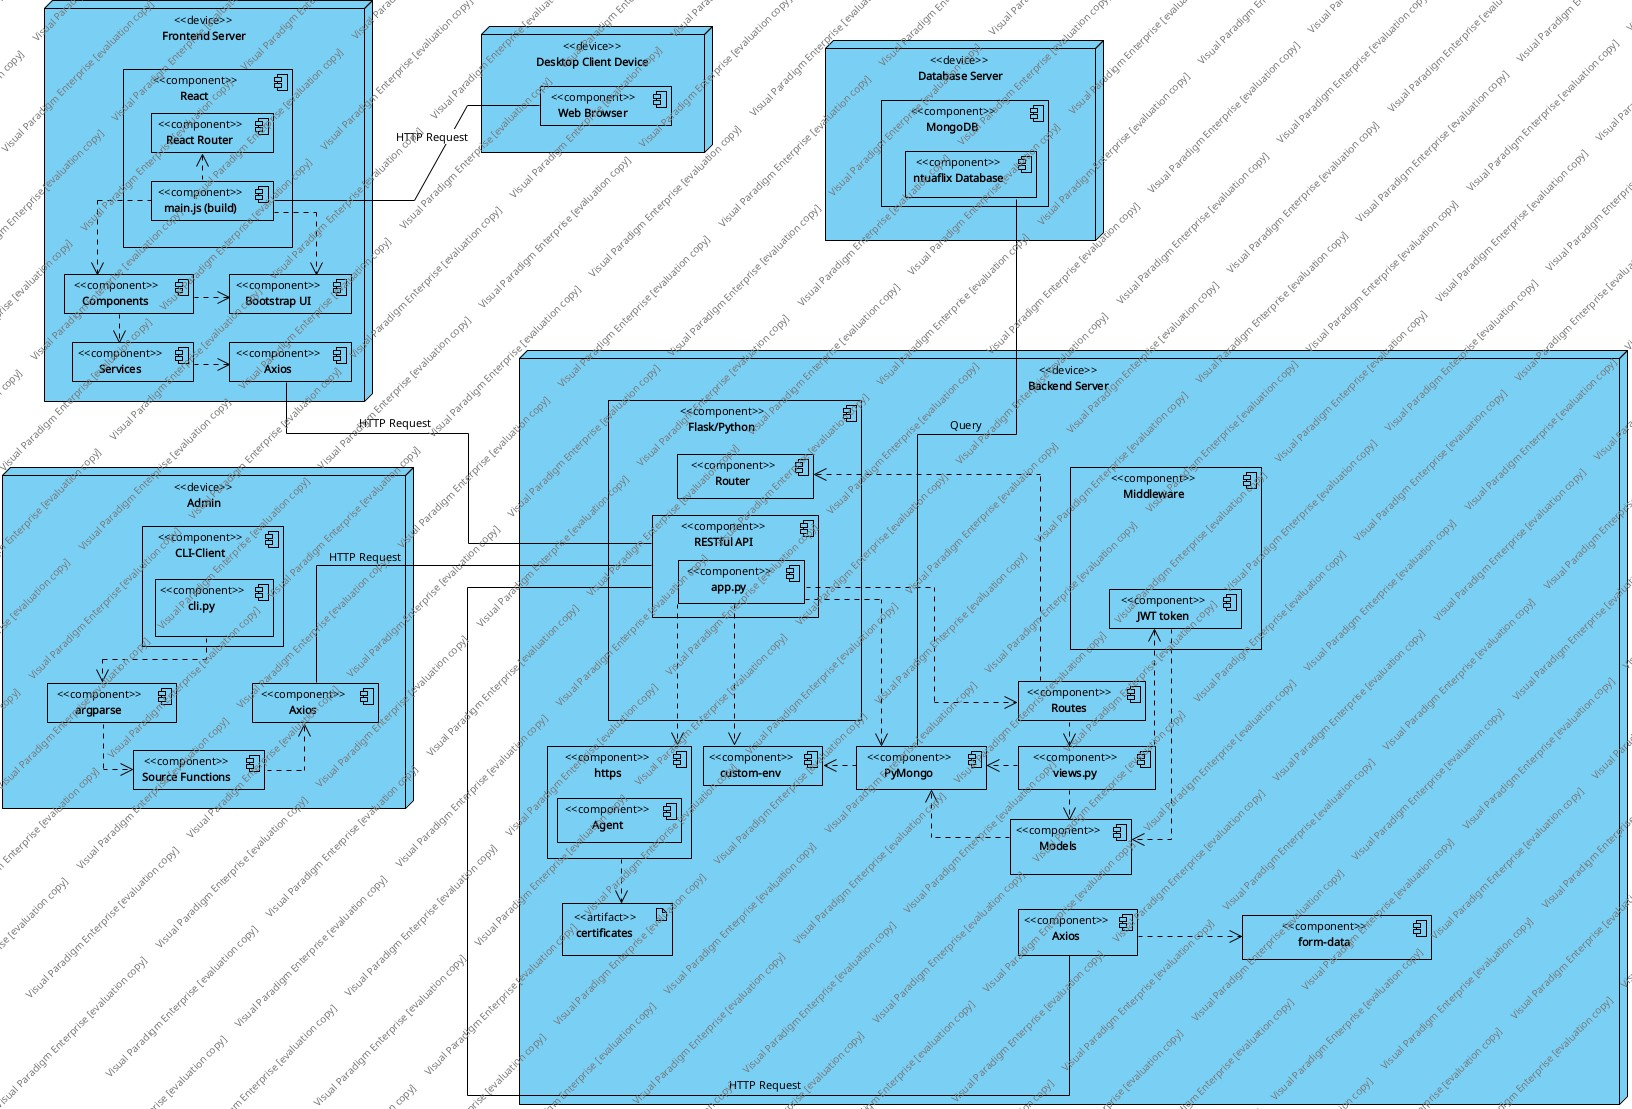 <<device>>
Frontend Server
<<component>>
React
<<component>>
React Router
<<component>>
main.js (build)
<<component>>
Components
<<component>>
Bootstrap UI
<<component>>
Services
<<component>>
Axios
HTTP Request
<<device>>
Desktop Client Device
<<component>>
Web Browser
<<device>>
Database Server
<<component>>
MongoDB
<<component>>
ntuaflix Database
HTTP Request
<<device>>
Admin
<<component>>
CLI-Client
<<component>>
cli.py
<<component>>
argparse
<<component>>
Axios
<<component>>
Source Functions
HTTP Request
<<device>>
Backend Server
<<component>>
Flask/Python
<<component>>
Router
<<component>>
RESTful API
<<component>>
app.py
Query
<<component>>
Middleware
<<component>>
JWT token
<<component>>
Routes
<<component>>
https
<<component>>
Agent
<<component>>
custom-env
<<component>>
PyMongo
<<component>>
views.py
<<component>>
Models
<<artifact>>
certificates
<<component>>
Axios
<<component>>
form-data
HTTP Request
Visual Paradigm Enterprise [evaluation copy]